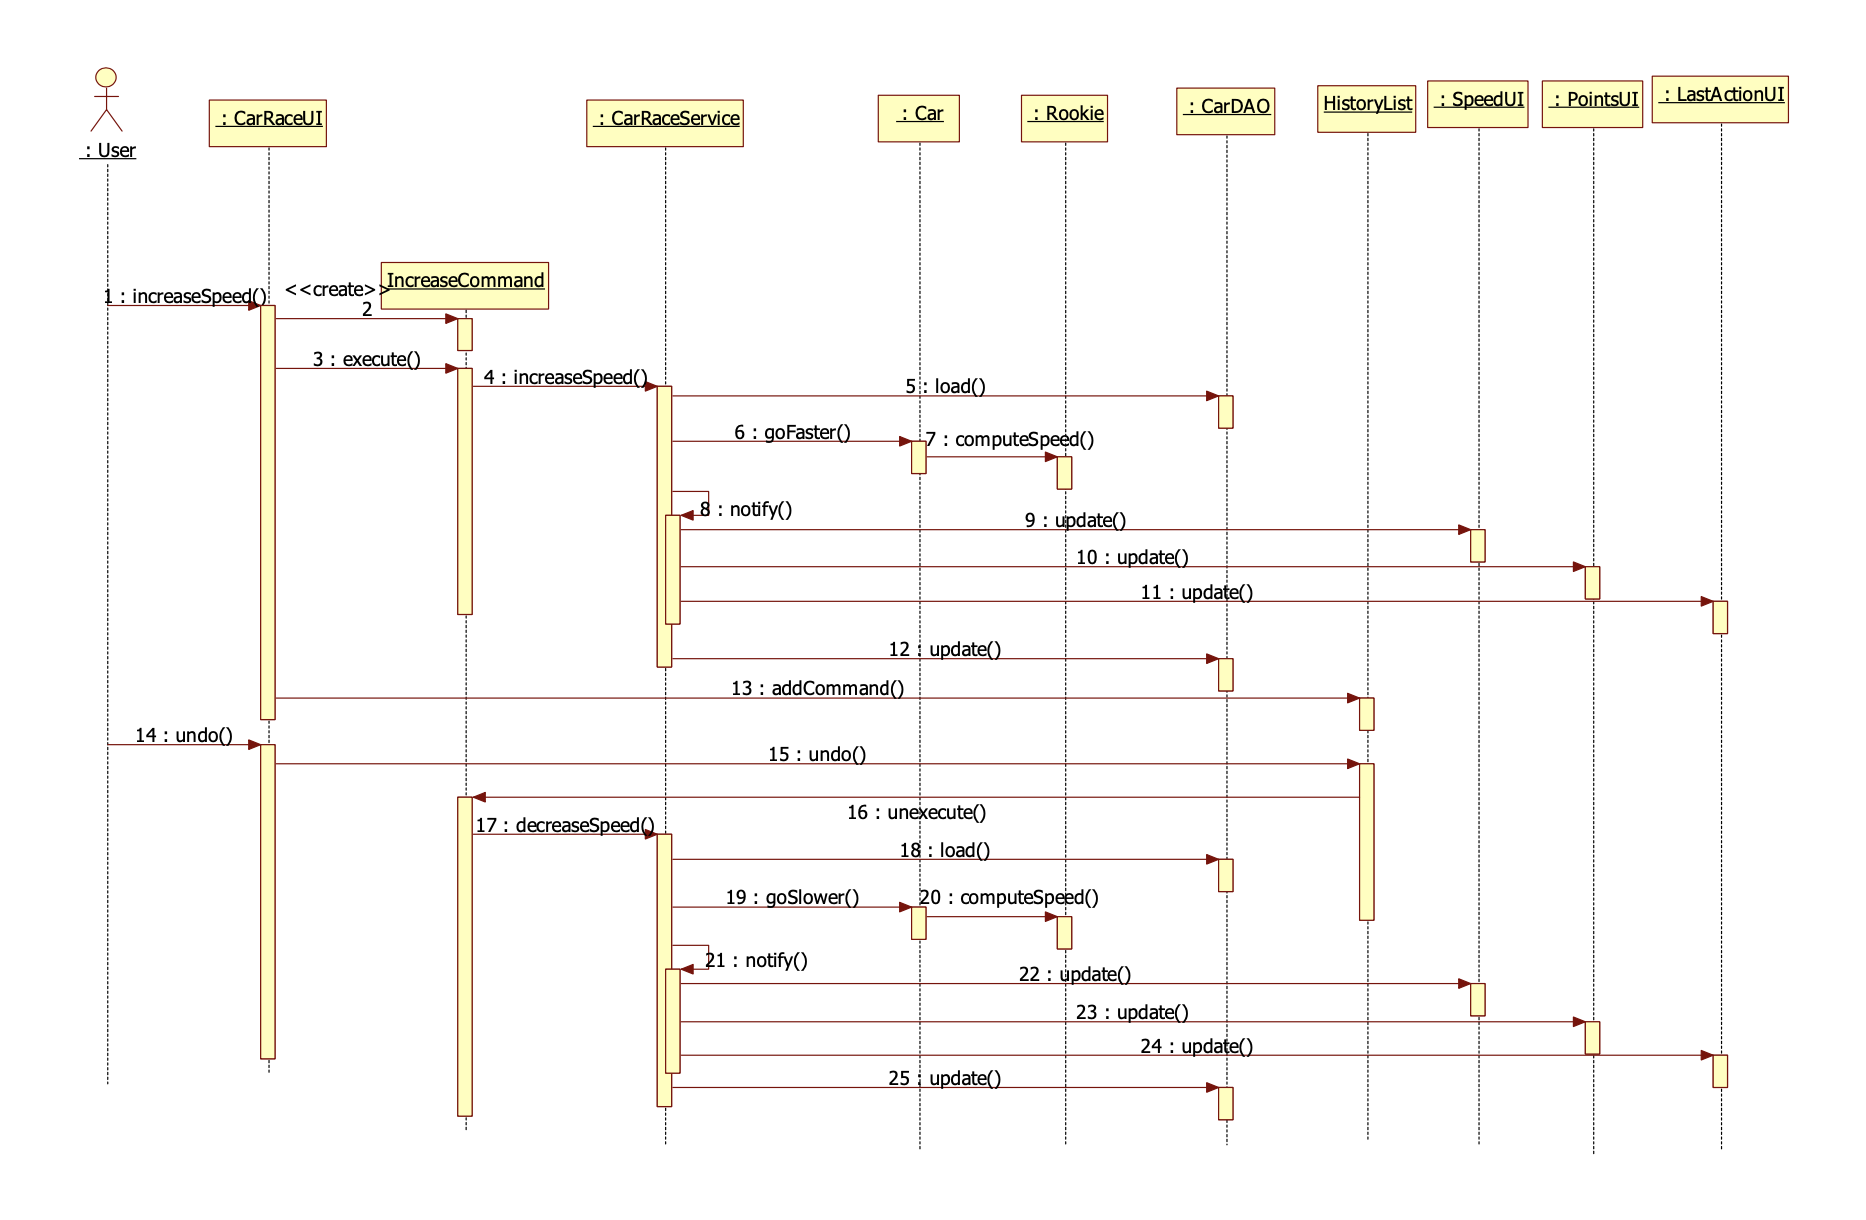 : User
: CarRaceUI
: CarRaceService
: Car
: Rookie
: CarDAO
HistoryList
: SpeedUI
: PointsUI
: LastActionUI
IncreaseCommand
1 : increaseSpeed()
<<create>>
2
3 : execute()
4 : increaseSpeed()
5 : load()
6 : goFaster()
7 : computeSpeed()
8 : notify()
9 : update()
10 : update()
11 : update()
12 : update()
13 : addCommand()
14 : undo()
15 : undo()
16 : unexecute()
17 : decreaseSpeed()
18 : load()
19 : goSlower()
20 : computeSpeed()
21 : notify()
22 : update()
23 : update()
24 : update()
25 : update()